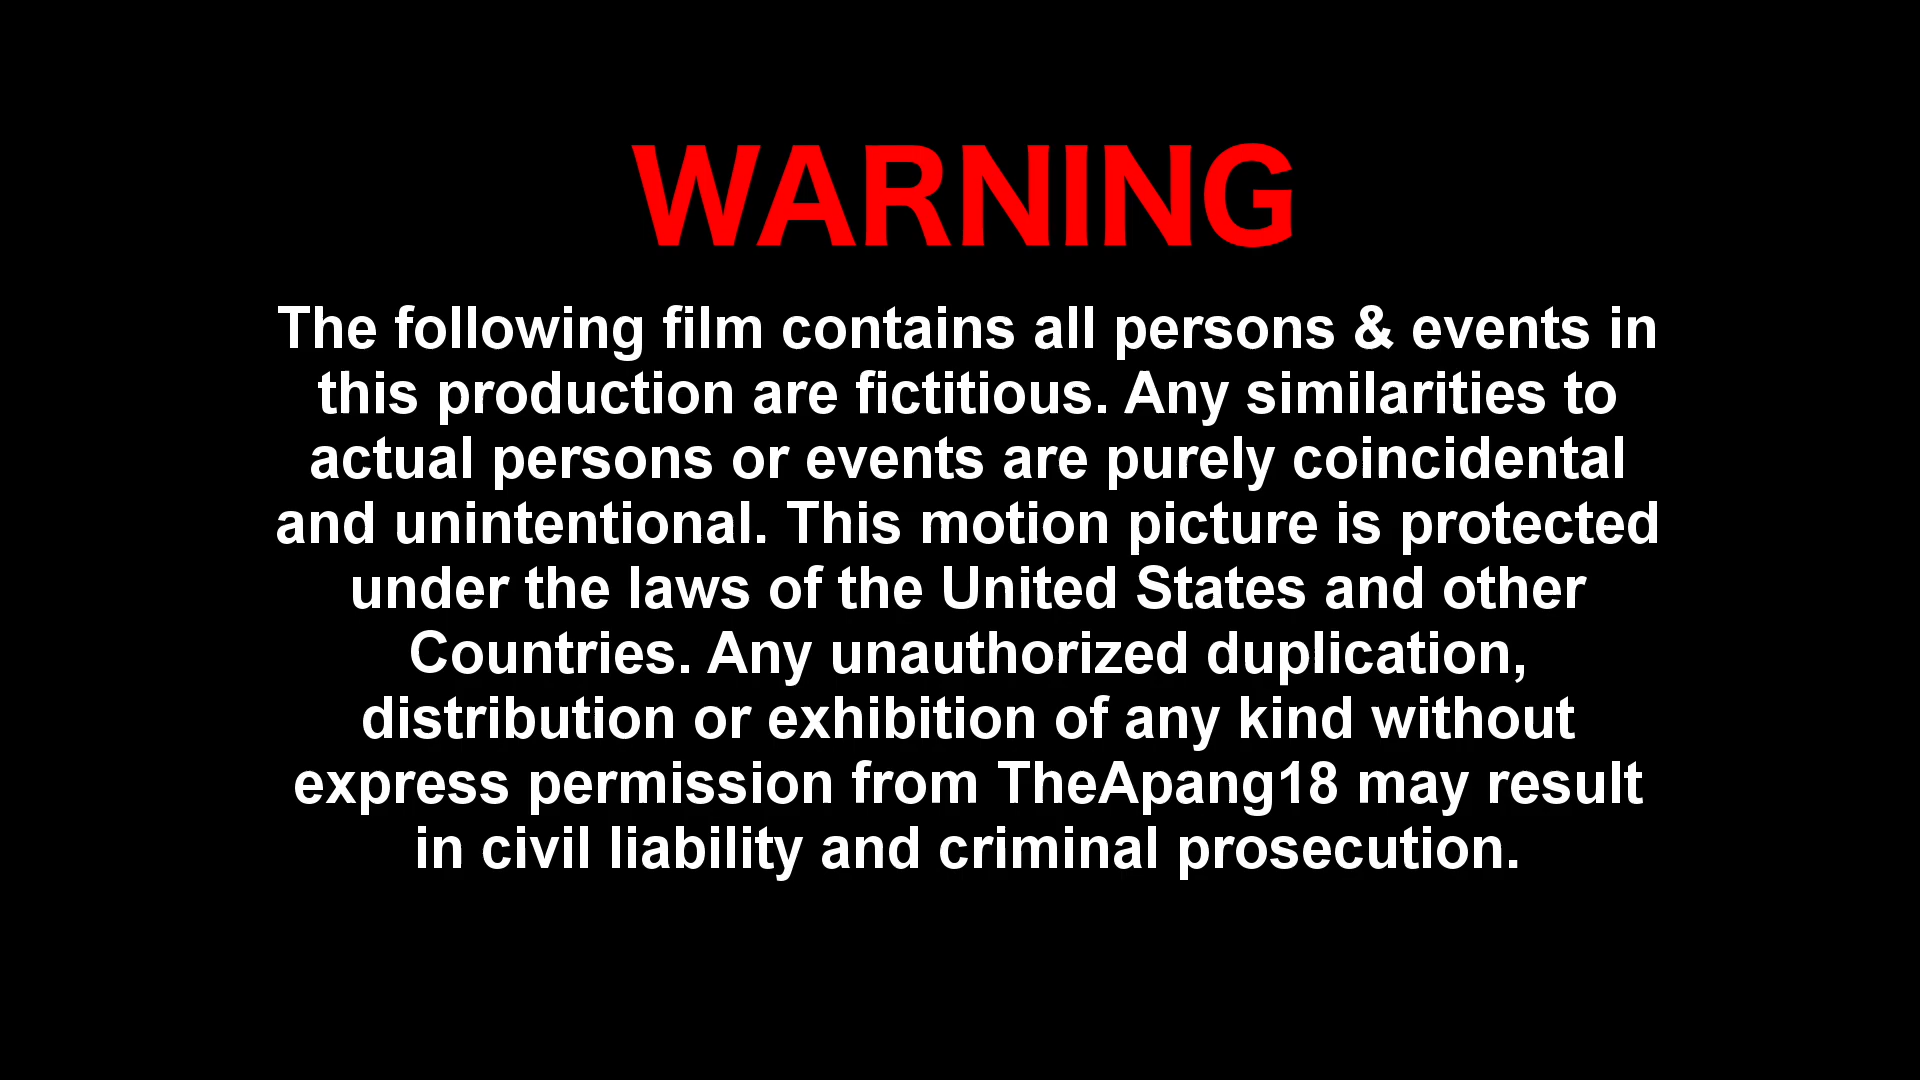 WARNING
The following film contains all persons & events in
this production are fictitious. Any similarities to
actual persons or events are purely coincidental
and unintentional. This motion picture is protected
under the laws of the United States and other
Countries. Any unauthorized duplication,
distribution or exhibition of any kind without
express permission from TheApang18 may result
in civil liability and criminal prosecution.